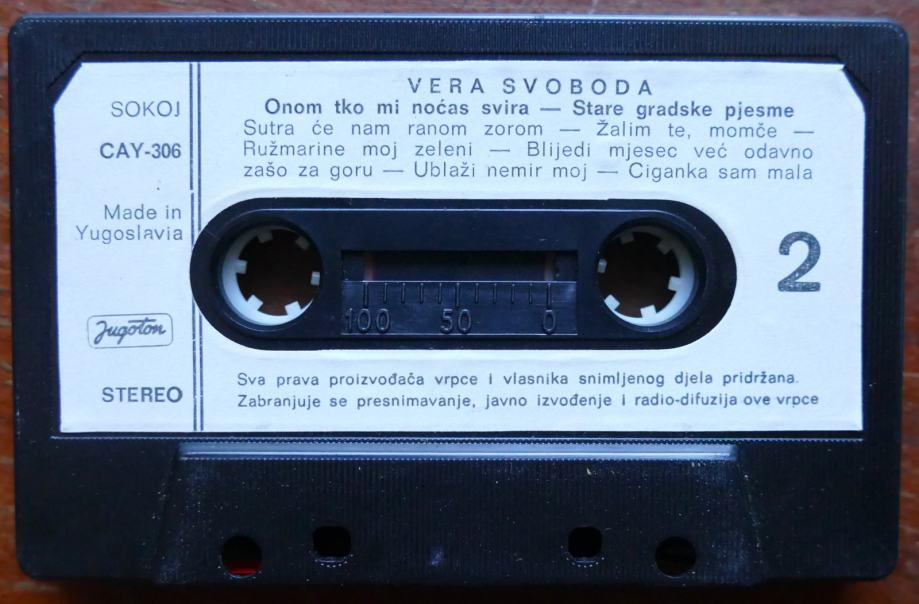 VERA SVOBODA
Onom tko mi noćas svira — Stare gradske pjesme
Sutra će nam ranom zorom — Žalim te, momče —
Ružmarine moj zeleni — Blijedi mjesec već odavno
zašo za goru — Ublaži nemir moj — Ciganka sam mala
SOKOJ
CAY-306
Made in
Yugoslavia
Jugoton
STEREO
2
100 50 0
Sva prava proizvođača vrpce i vlasnika snimljenog djela pridržana.
Zabranjuje se presnimavanje, javno izvođenje i radio-difuzija ove vrpce